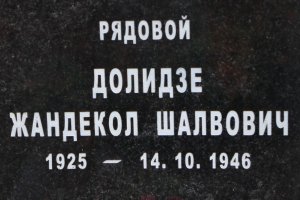 РЯДОВОЙ
ДОЛИДЗЕ
ЖАНДЕКОЛ ШАЛВОВИЧ
1925 — 14. 10. 1946